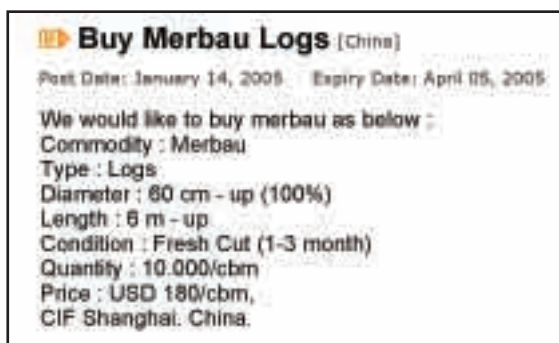 Buy Merbau Logs [China]
Post Date: January 14, 2005 Expiry Date: April 05, 2005
We would like to buy merbau as below :
Commodity : Merbau
Type : Logs
Diameter : 60 cm - up (100%)
Length : 6 m - up
Condition : Fresh Cut (1-3 month)
Quantity : 10.000/cbm
Price : USD 180/cbm,
CIF Shanghai. China.